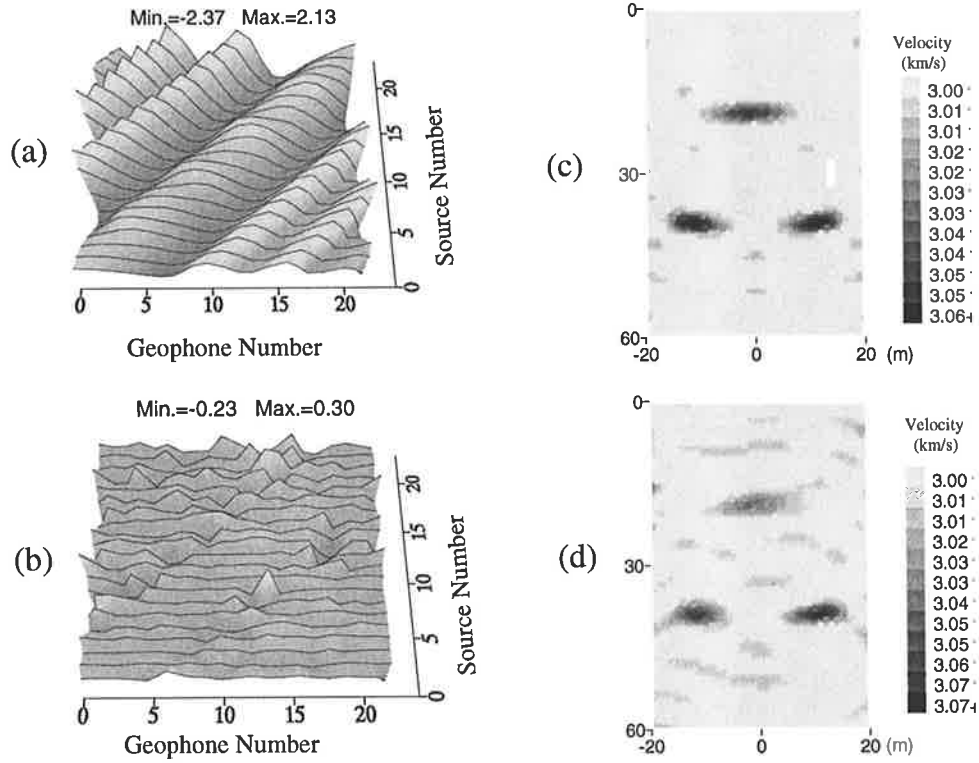 Min.=-2.37 Max.=2.13
(a)
20
15
10
5
0
Source Number
0 5 10 15 20
Geophone Number
Min.=-0.23 Max.=0.30
(b)
20
15
10
5
0
Source Number
0 5 10 15 20
Geophone Number
(c)
0
30
60
-20 0 20 (m)
Velocity
(km/s)
3.00
3.01
3.01
3.02
3.02
3.03
3.03
3.04
3.04
3.05
3.05
3.06
(d)
0
30
60
-20 0 20 (m)
Velocity
(km/s)
3.00
3.01
3.01
3.02
3.03
3.03
3.04
3.05
3.05
3.06
3.07
3.07